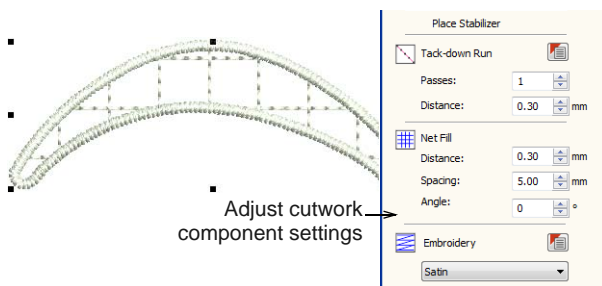 Place Stabilizer
Tack-down Run
Passes: 1
Distance: 0.30 mm
Net Fill
Distance: 0.30 mm
Spacing: 5.00 mm
Angle: 0 °
Adjust cutwork
component settings
Embroidery
Satin